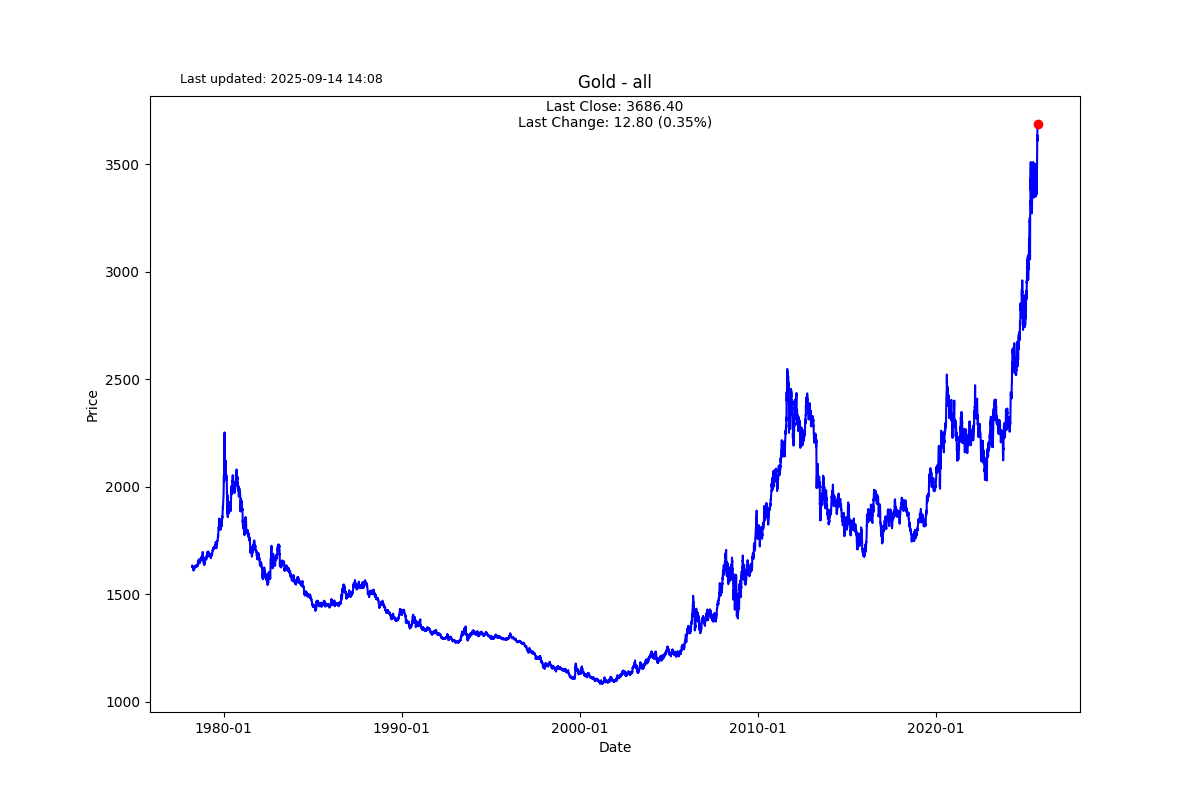 Last updated: 2025-09-14 14:08
Gold - all
Last Close: 3686.40
Last Change: 12.80 (0.35%)
Price
3500
3000
2500
2000
1500
1000
1980-01
1990-01
2000-01
2010-01
2020-01
Date